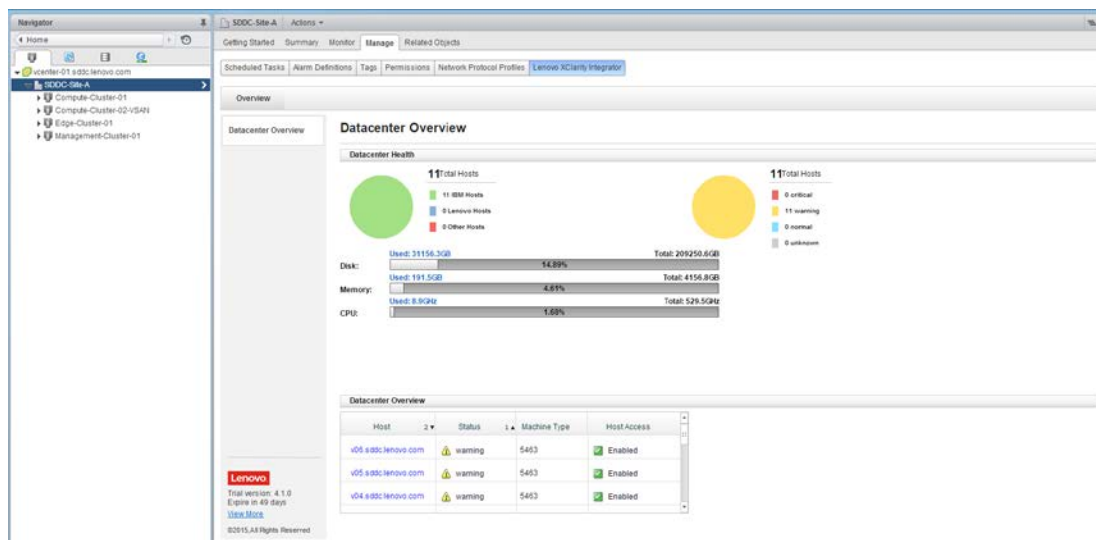 Navigator
Home
vcenter-01.sddc.lenovo.com
SDDC-Site-A
Compute-Cluster-01
Compute-Cluster-02-VSAN
Edge-Cluster-01
Management-Cluster-01
SDDC-Site-A Actions
Getting Started Summary Monitor Manage Related Objects
Scheduled Tasks Alarm Definitions Tags Permissions Network Protocol Profiles Lenovo XClarity Integrator
Overview
Datacenter Overview
Lenovo
Trial version: 4.1.0
Expire in 49 days
View More
©2015,All Rights Reserved
Datacenter Overview
Datacenter Health
11 Total Hosts
11 IBM Hosts
0 Lenovo Hosts
0 Other Hosts
11 Total Hosts
0 critical
11 warning
0 normal
0 unknown
Used: 31156.3GB Total: 209250.6GB
Disk: 14.89%
Used: 191.5GB Total: 4156.8GB
Memory: 4.61%
Used: 8.9GHz Total: 529.5GHz
CPU: 1.68%
Datacenter Overview
Host 2 Status 1 Machine Type Host Access
v06.sddc.lenovo.com warning 5463 Enabled
v05.sddc.lenovo.com warning 5463 Enabled
v04.sddc.lenovo.com warning 5463 Enabled